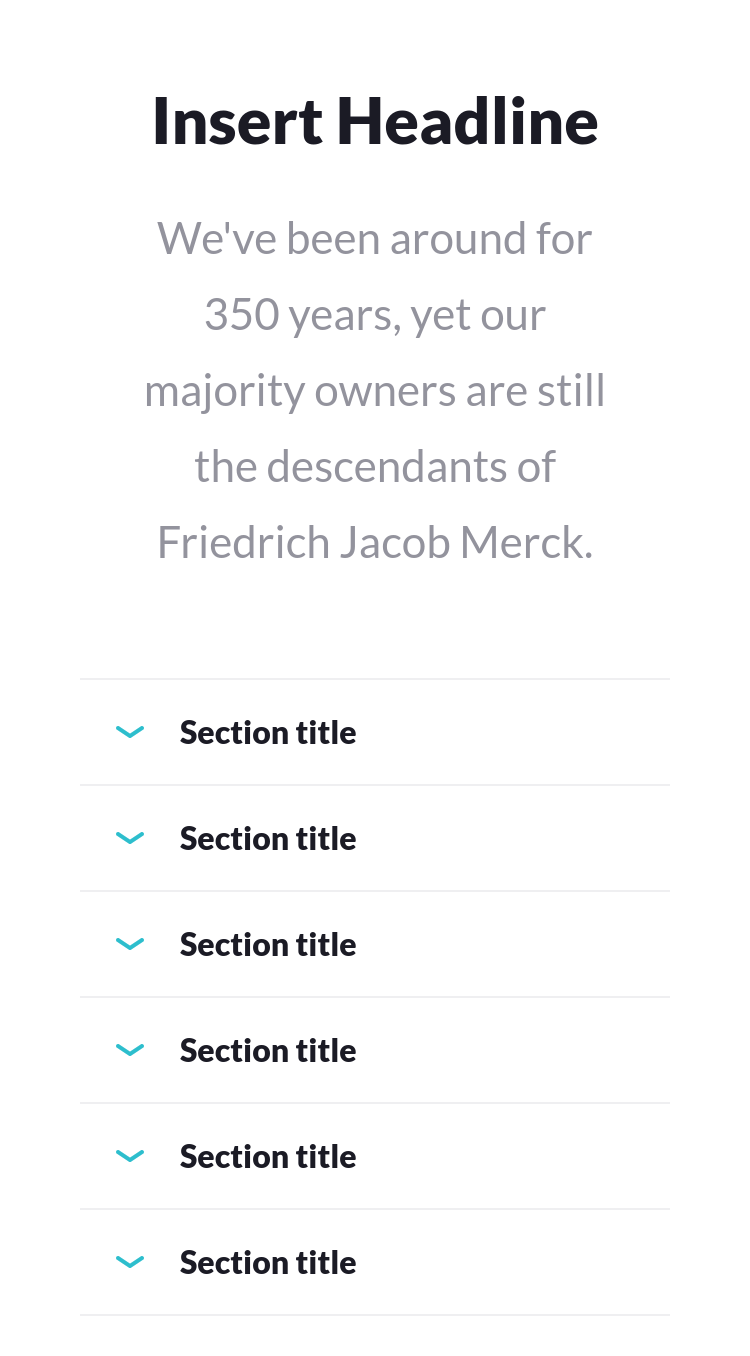 Insert Headline
We've been around for
350 years, yet our
majority owners are still
the descendants of
Friedrich Jacob Merck.
Section title
Section title
Section title
Section title
Section title
Section title